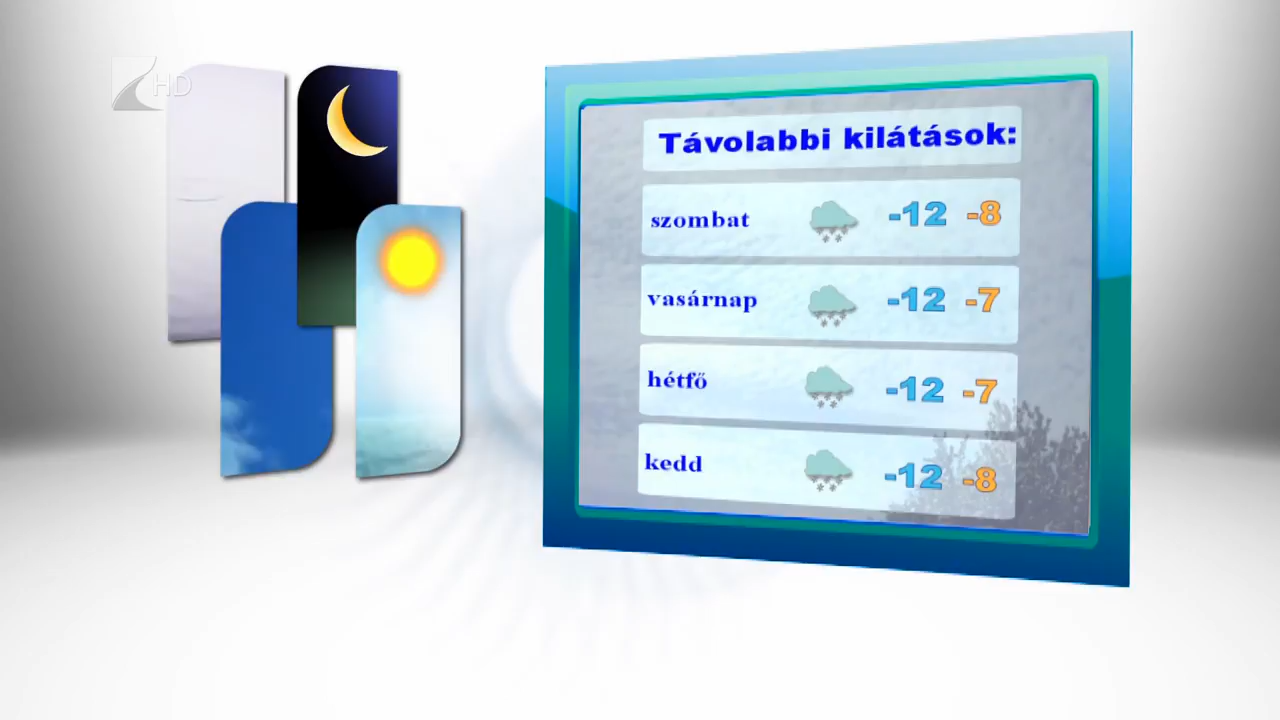 HD
Távolabbi kilátások:
szombat -12 -8
vasárnap -12 -7
hétfő -12 -7
kedd -12 -8